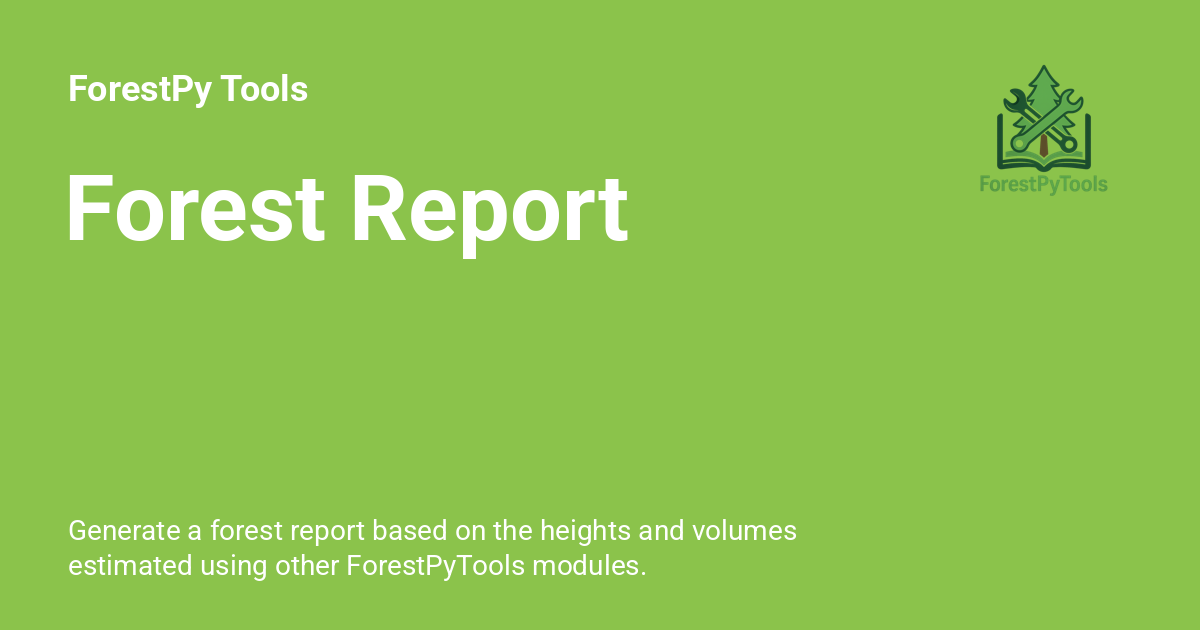 ForestPy Tools
ForestPyTools
Forest Report
Generate a forest report based on the heights and volumes
estimated using other ForestPyTools modules.